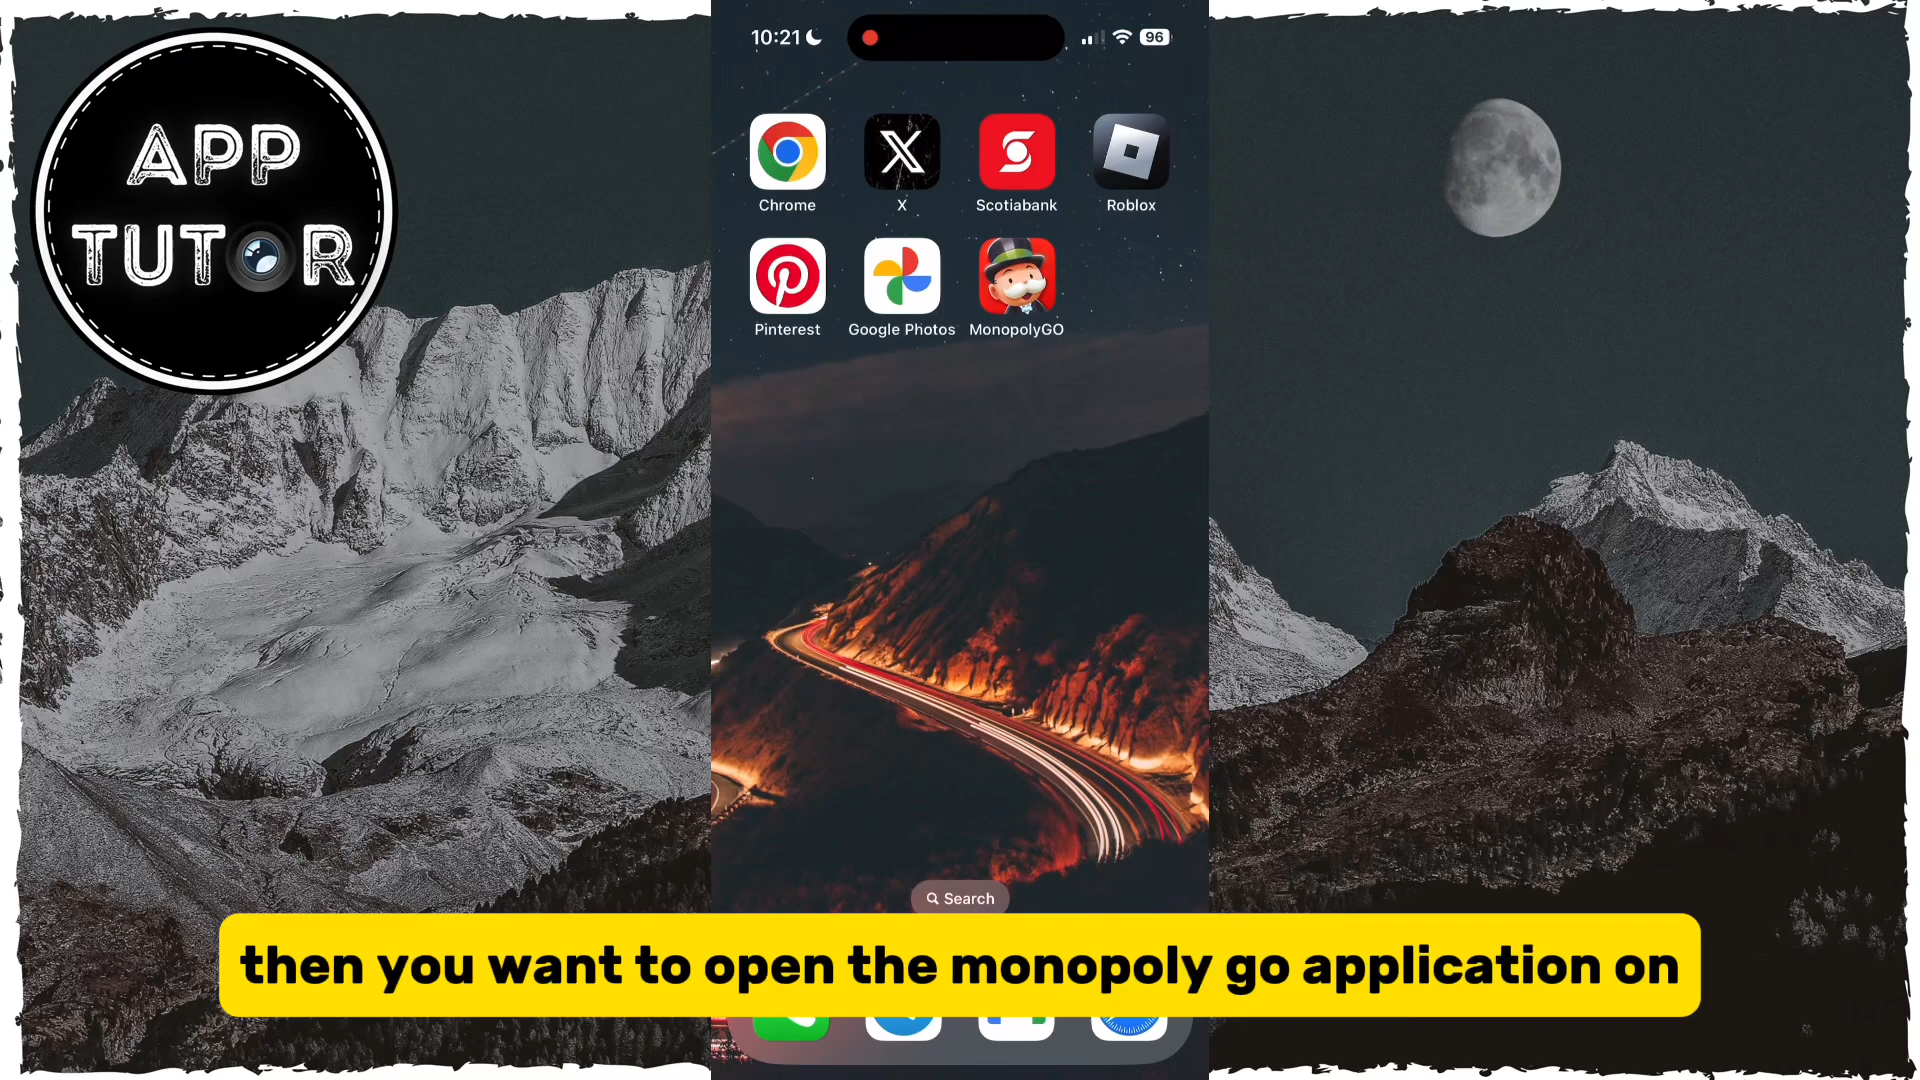 APP
TUTOR
10:21
96
Chrome
X
Scotiabank
Roblox
Pinterest
Google Photos
MonopolyGO
Search
then you want to open the monopoly go application on